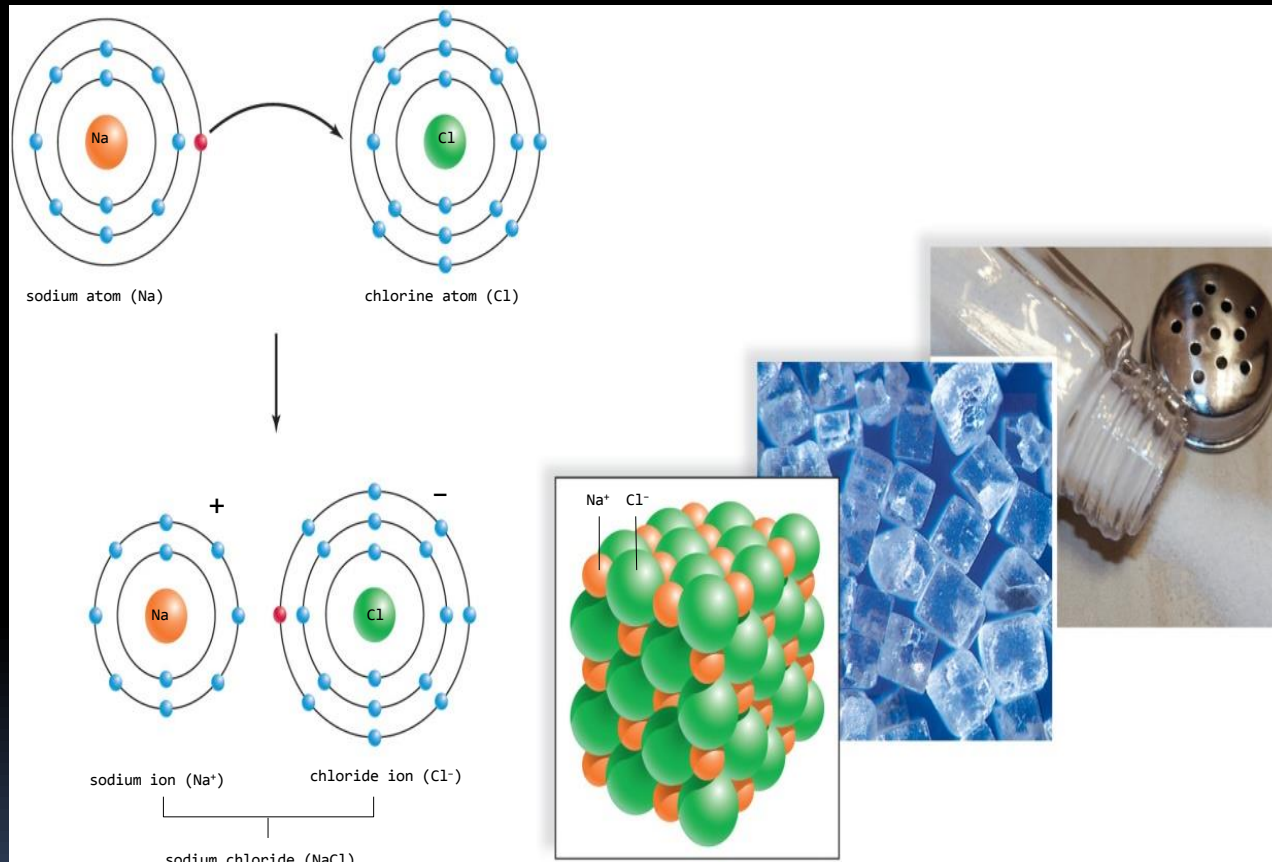 Na
Cl
sodium atom (Na)
chlorine atom (Cl)
+
−
Na
Cl
sodium ion (Na⁺)
chloride ion (Cl⁻)
sodium chloride (NaCl)
Na⁺ Cl⁻